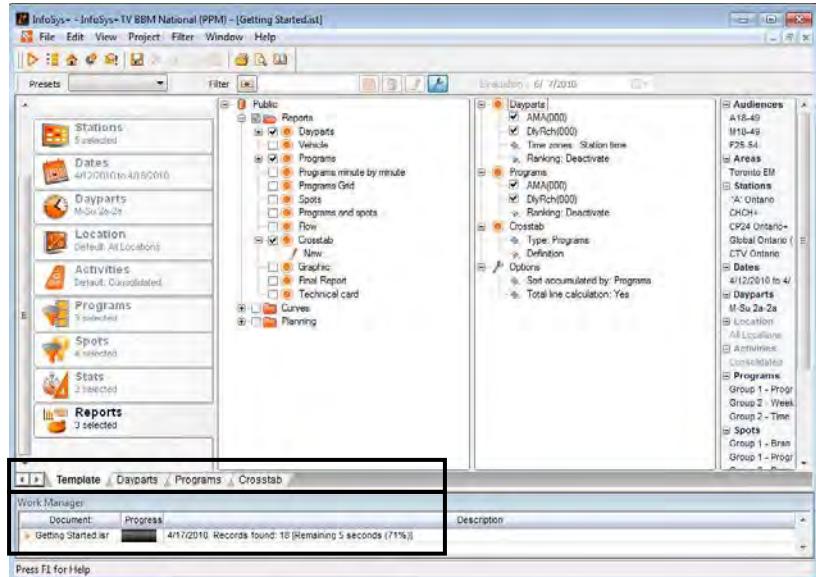 InfoSys+ - InfoSys+ TV BBM National (PPM) - [Getting Started.ist]
File Edit View Project Filter Window Help
Presets
Filter
Evaluation : 6/ 7/2010
Stations
5 selected
Dates
4/12/2010 to 4/18/2010
Dayparts
M-Su 2a-2a
Location
Default: All Locations
Activities
Default: Consolidated
Programs
3 selected
Spots
4 selected
Stats
2 selected
Reports
3 selected
Public
Reports
Dayparts
Vehicle
Programs
Programs minute by minute
Programs Grid
Spots
Programs and spots
Flow
Crosstab
New
Graphic
Final Report
Technical card
Curves
Planning
Dayparts
AMA(000)
DlyRch(000)
Time zones: Station time
Ranking: Deactivate
Programs
AMA(000)
DlyRch(000)
Ranking: Deactivate
Crosstab
Type: Programs
Definition
Options
Sort accumulated by: Programs
Total line calculation: Yes
Audiences
A18-49
M18-49
F25-54
Areas
Toronto EM
Stations
'A' Ontario
CHCH+
CP24 Ontario+
Global Ontario (
CTV Ontario
Dates
4/12/2010 to 4/
Dayparts
M-Su 2a-2a
Location
All Locations
Activities
Consolidated
Programs
Group 1 - Progr
Group 2 - Week
Group 2 - Time
Spots
Group 1 - Bran
Group 1 - Progr
Template Dayparts Programs Crosstab
Work Manager
Document Progress Description
Getting Started.isr 4/17/2010. Records found: 18 [Remaining 5 seconds (71%)]
Press F1 for Help